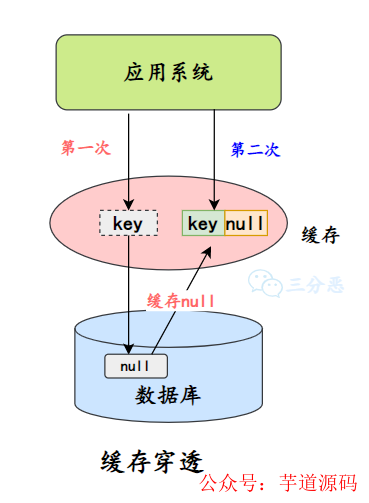 应用系统
第一次
第二次
key
key null
缓存
三分恶
缓存null
null
数据库
缓存穿透
公众号：芋道源码